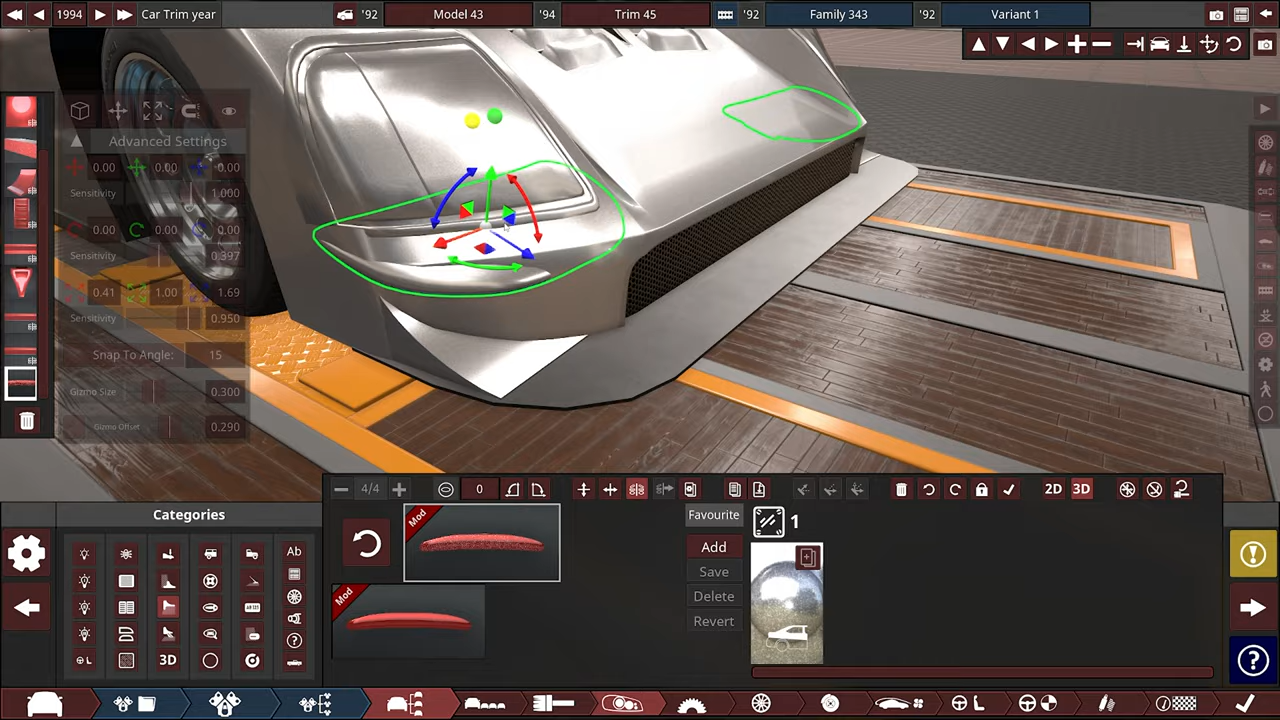 1994 Car Trim year '92 Model 43 '94 Trim 45 '92 Family 343 '92 Variant 1
Advanced Settings
0.00 0.00 0.00
Sensitivity 1.000
0.00 0.00 0.00
Sensitivity 0.397
0.41 1.00 1.69
Sensitivity 0.950
Snap To Angle: 15
Gizmo Size 0.300
Gizmo Offset 0.290
4/4 0 2D 3D
Categories
Ab
3D
Mod
Mod
Favourite
Add
Save
Delete
Revert
1